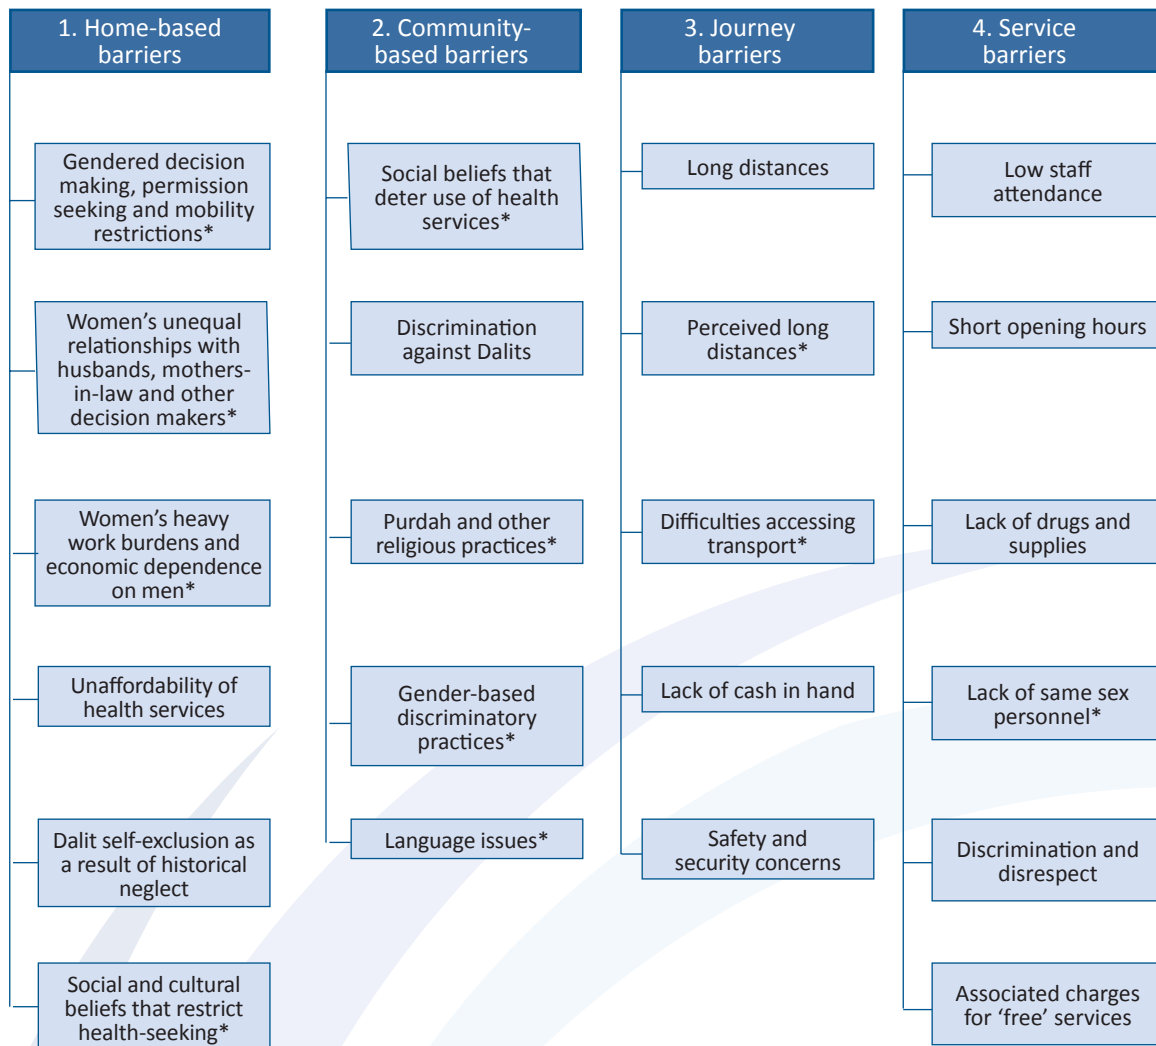 1. Home-based
barriers
Gendered decision
making, permission
seeking and mobility
restrictions*
Women’s unequal
relationships with
husbands, mothers-
in-law and other
decision makers*
Women’s heavy
work burdens and
economic dependence
on men*
Unaffordability of
health services
Dalit self-exclusion as
a result of historical
neglect
Social and cultural
beliefs that restrict
health-seeking*
2. Community-
based barriers
Social beliefs that
deter use of health
services*
Discrimination
against Dalits
Purdah and other
religious practices*
Gender-based
discriminatory
practices*
Language issues*
3. Journey
barriers
Long distances
Perceived long
distances*
Difficulties accessing
transport*
Lack of cash in hand
Safety and
security concerns
4. Service
barriers
Low staff
attendance
Short opening hours
Lack of drugs and
supplies
Lack of same sex
personnel*
Discrimination and
disrespect
Associated charges
for ‘free’ services